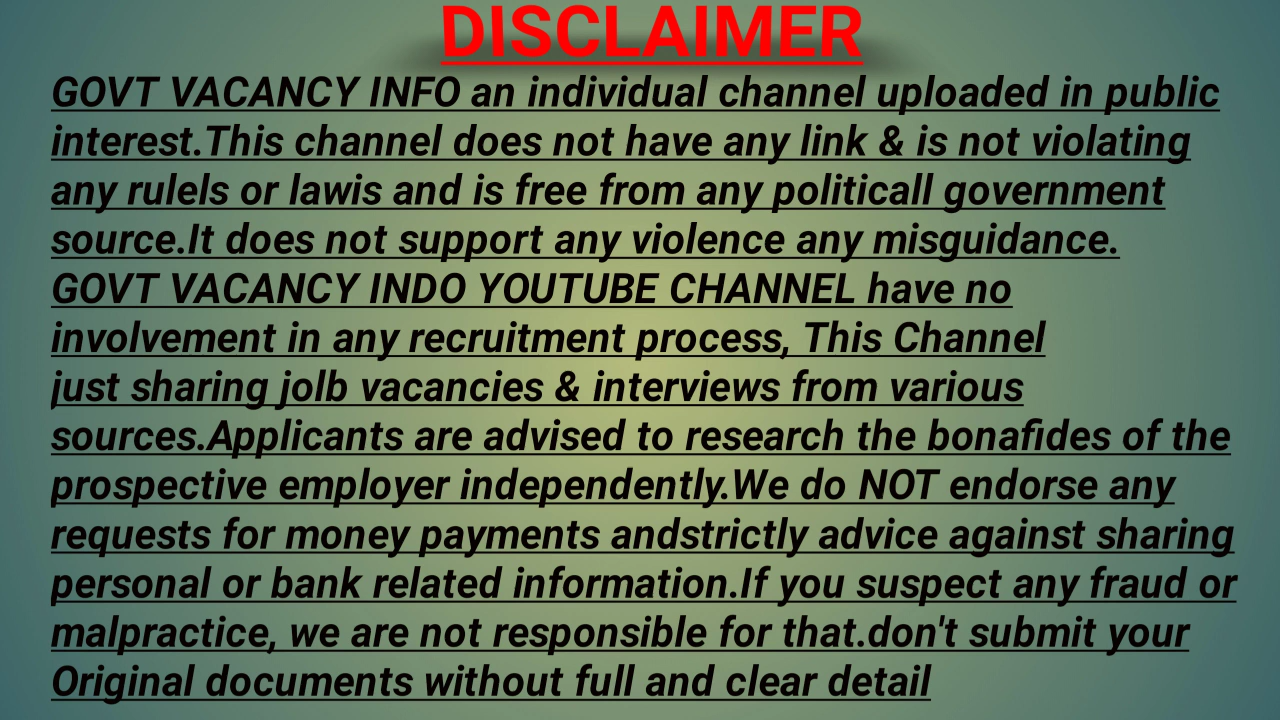 DISCLAIMER
GOVT VACANCY INFO an individual channel uploaded in public
interest.This channel does not have any link & is not violating
any rulels or lawis and is free from any politicall government
source.It does not support any violence any misguidance.
GOVT VACANCY INDO YOUTUBE CHANNEL have no
involvement in any recruitment process, This Channel
just sharing jolb vacancies & interviews from various
sources.Applicants are advised to research the bonafides of the
prospective employer independently.We do NOT endorse any
requests for money payments andstrictly advice against sharing
personal or bank related information.If you suspect any fraud or
malpractice, we are not responsible for that.don't submit your
Original documents without full and clear detail